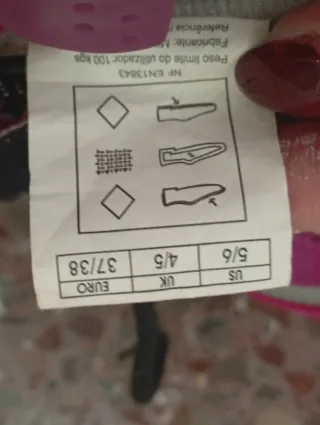 US UK EURO
5/6 4/5 37/38
NF EN13843
Peso limite do utilizador:100 kgs
Fabricante:
Referência